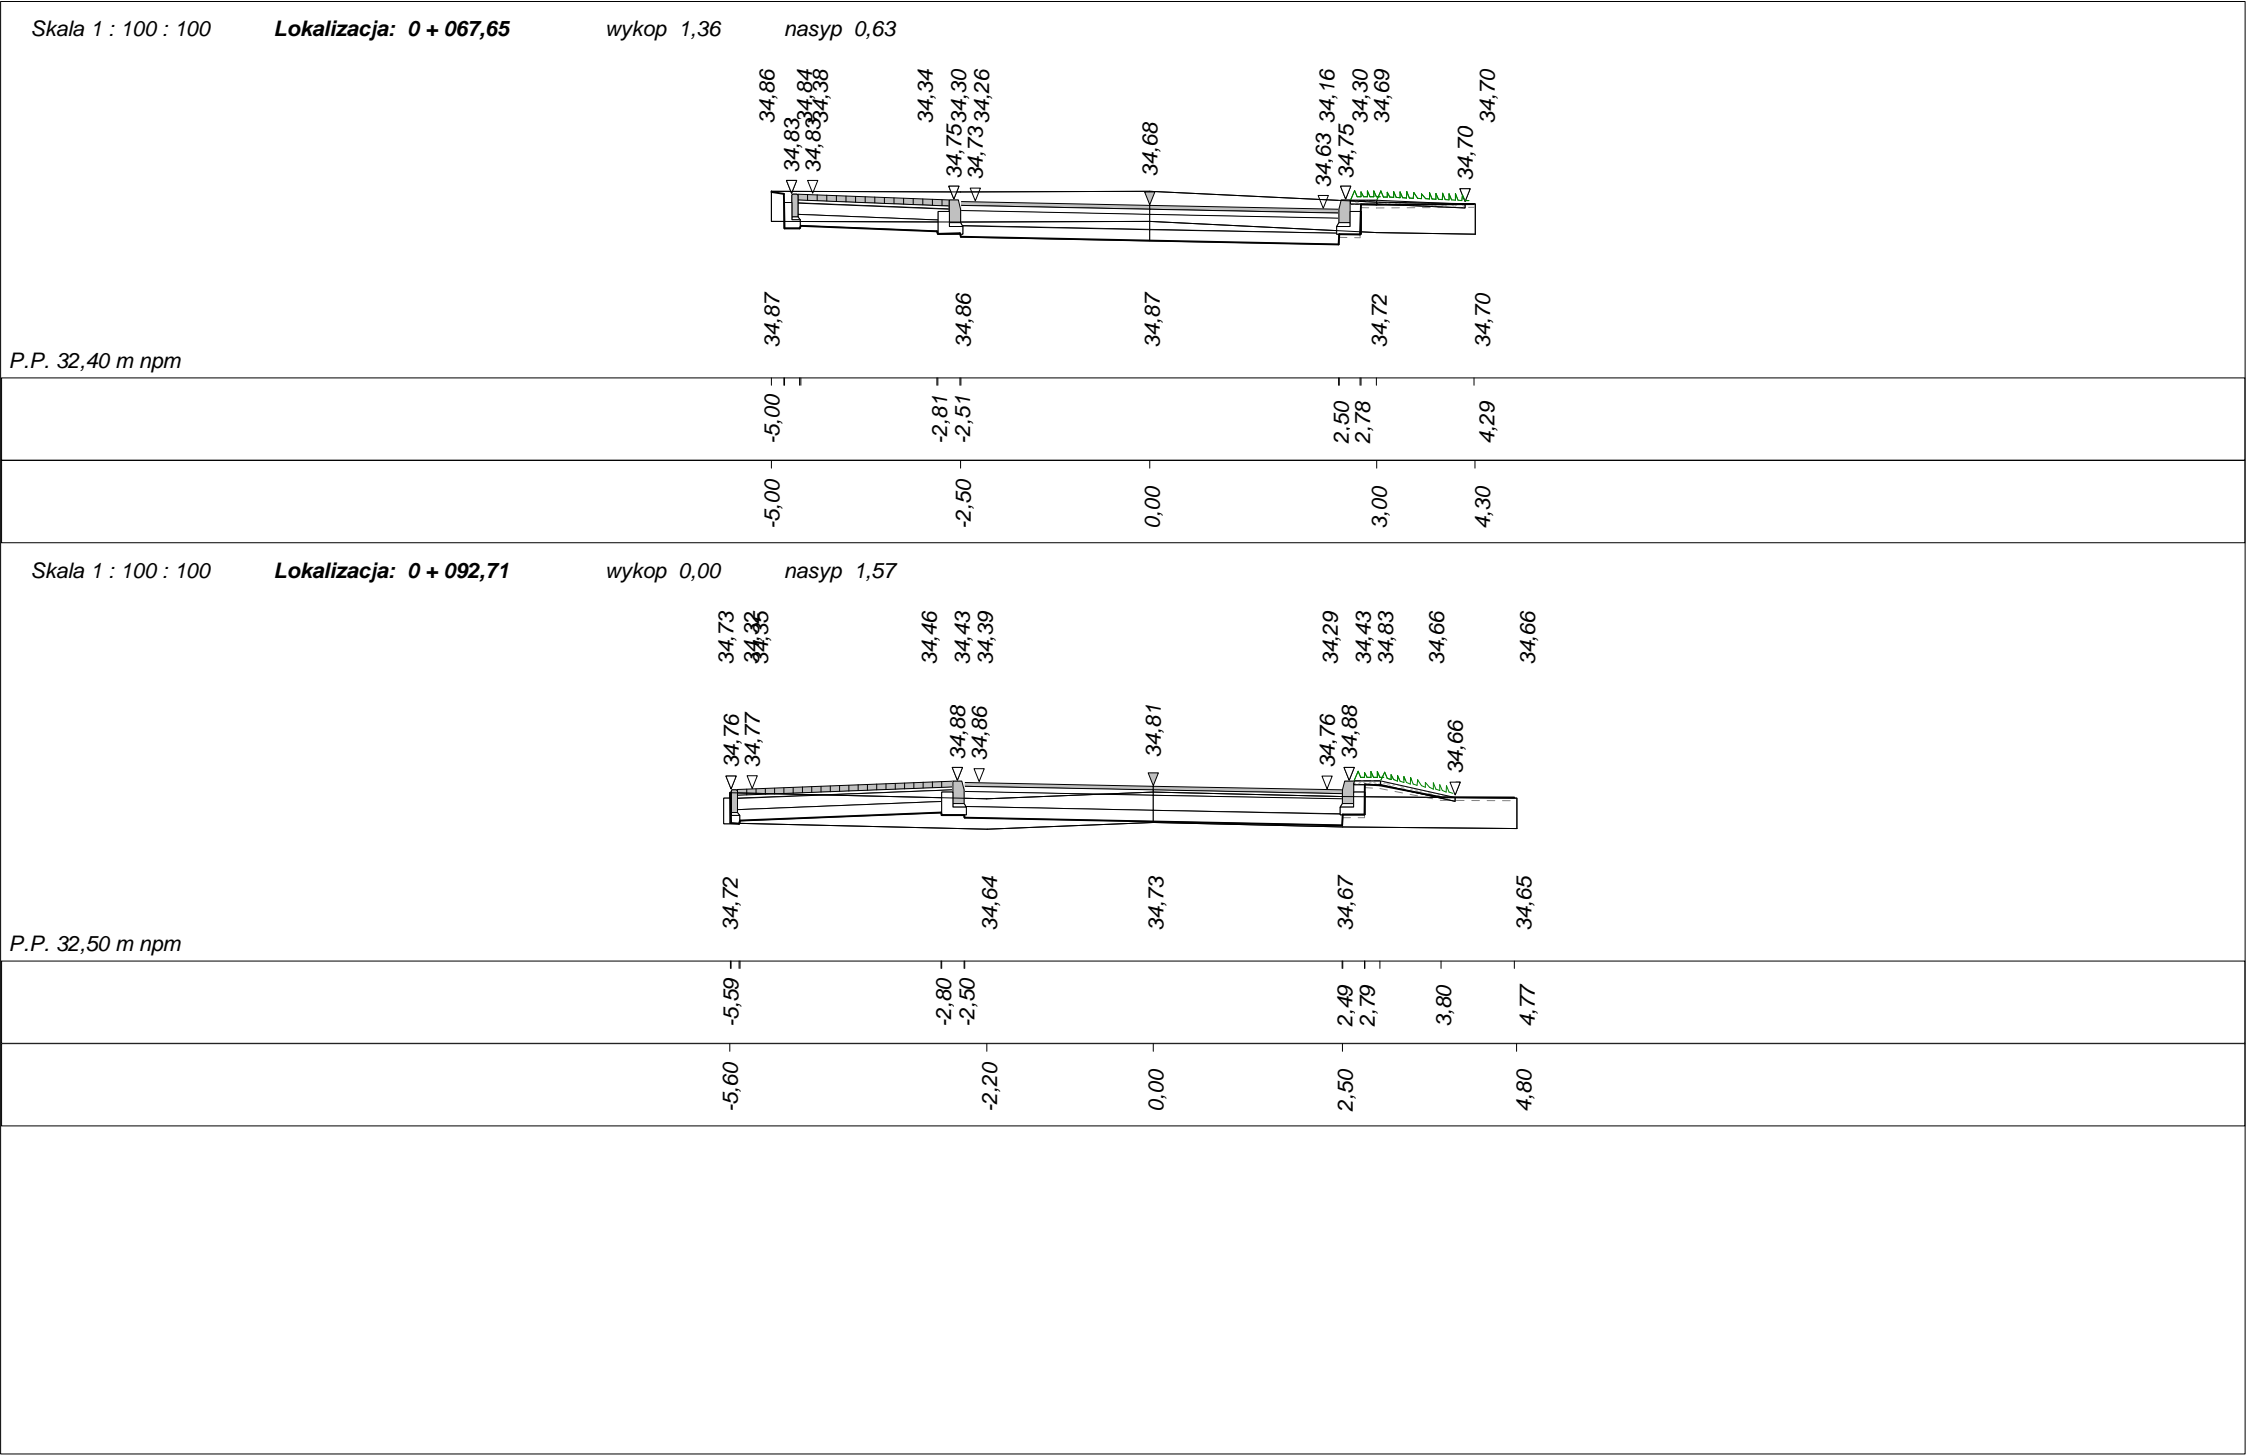 Skala 1 : 100 : 100 Lokalizacja: 0 + 067,65 wykop 1,36 nasyp 0,63
34,86 34,84 34,38 34,34 34,30 34,26 34,16 34,30 34,69 34,70
34,83 34,83 34,75 34,73 34,68 34,63 34,75 34,70
34,87 34,86 34,87 34,72 34,70
P.P. 32,40 m npm
-5,00 -2,81 -2,51 2,50 2,78 4,29
-5,00 -2,50 0,00 3,00 4,30
Skala 1 : 100 : 100 Lokalizacja: 0 + 092,71 wykop 0,00 nasyp 1,57
34,73 34,32 34,35 34,46 34,43 34,39 34,29 34,43 34,83 34,66 34,66
34,76 34,77 34,88 34,86 34,81 34,76 34,88 34,66
34,72 34,64 34,73 34,67 34,65
P.P. 32,50 m npm
-5,59 -2,80 -2,50 2,49 2,79 3,80 4,77
-5,60 -2,20 0,00 2,50 4,80